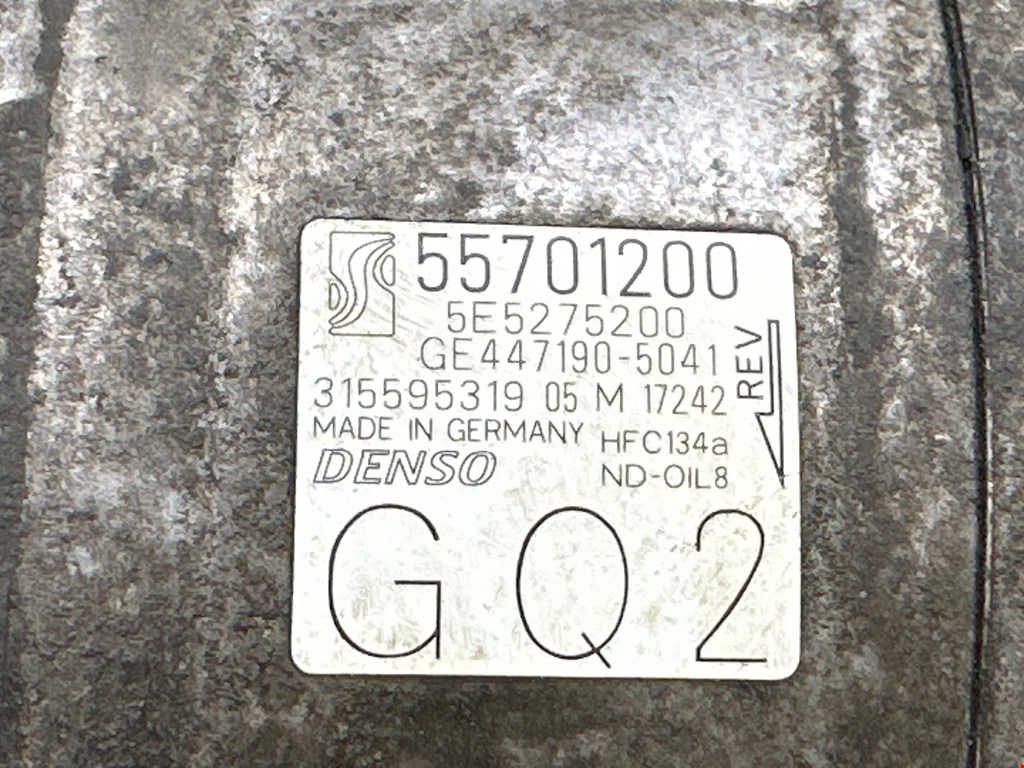 55701200
5E5275200
GE447190-5041
315595319 05 M 17242
REV
MADE IN GERMANY HFC134a
DENSO ND-OIL8
GQ2